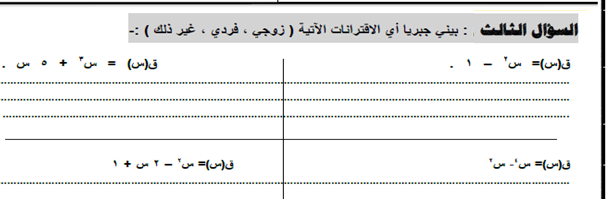 السؤال الثالث : بيني جبريا أي الاقترانات الآتية ( زوجي ، فردي ، غير ذلك ) :-
ق(س)= س٢ – ١ .
ق(س) = س٣ + ٥ س .
ق(س)= س٤- س٢
ق(س)= س٢ – ٢ س + ١